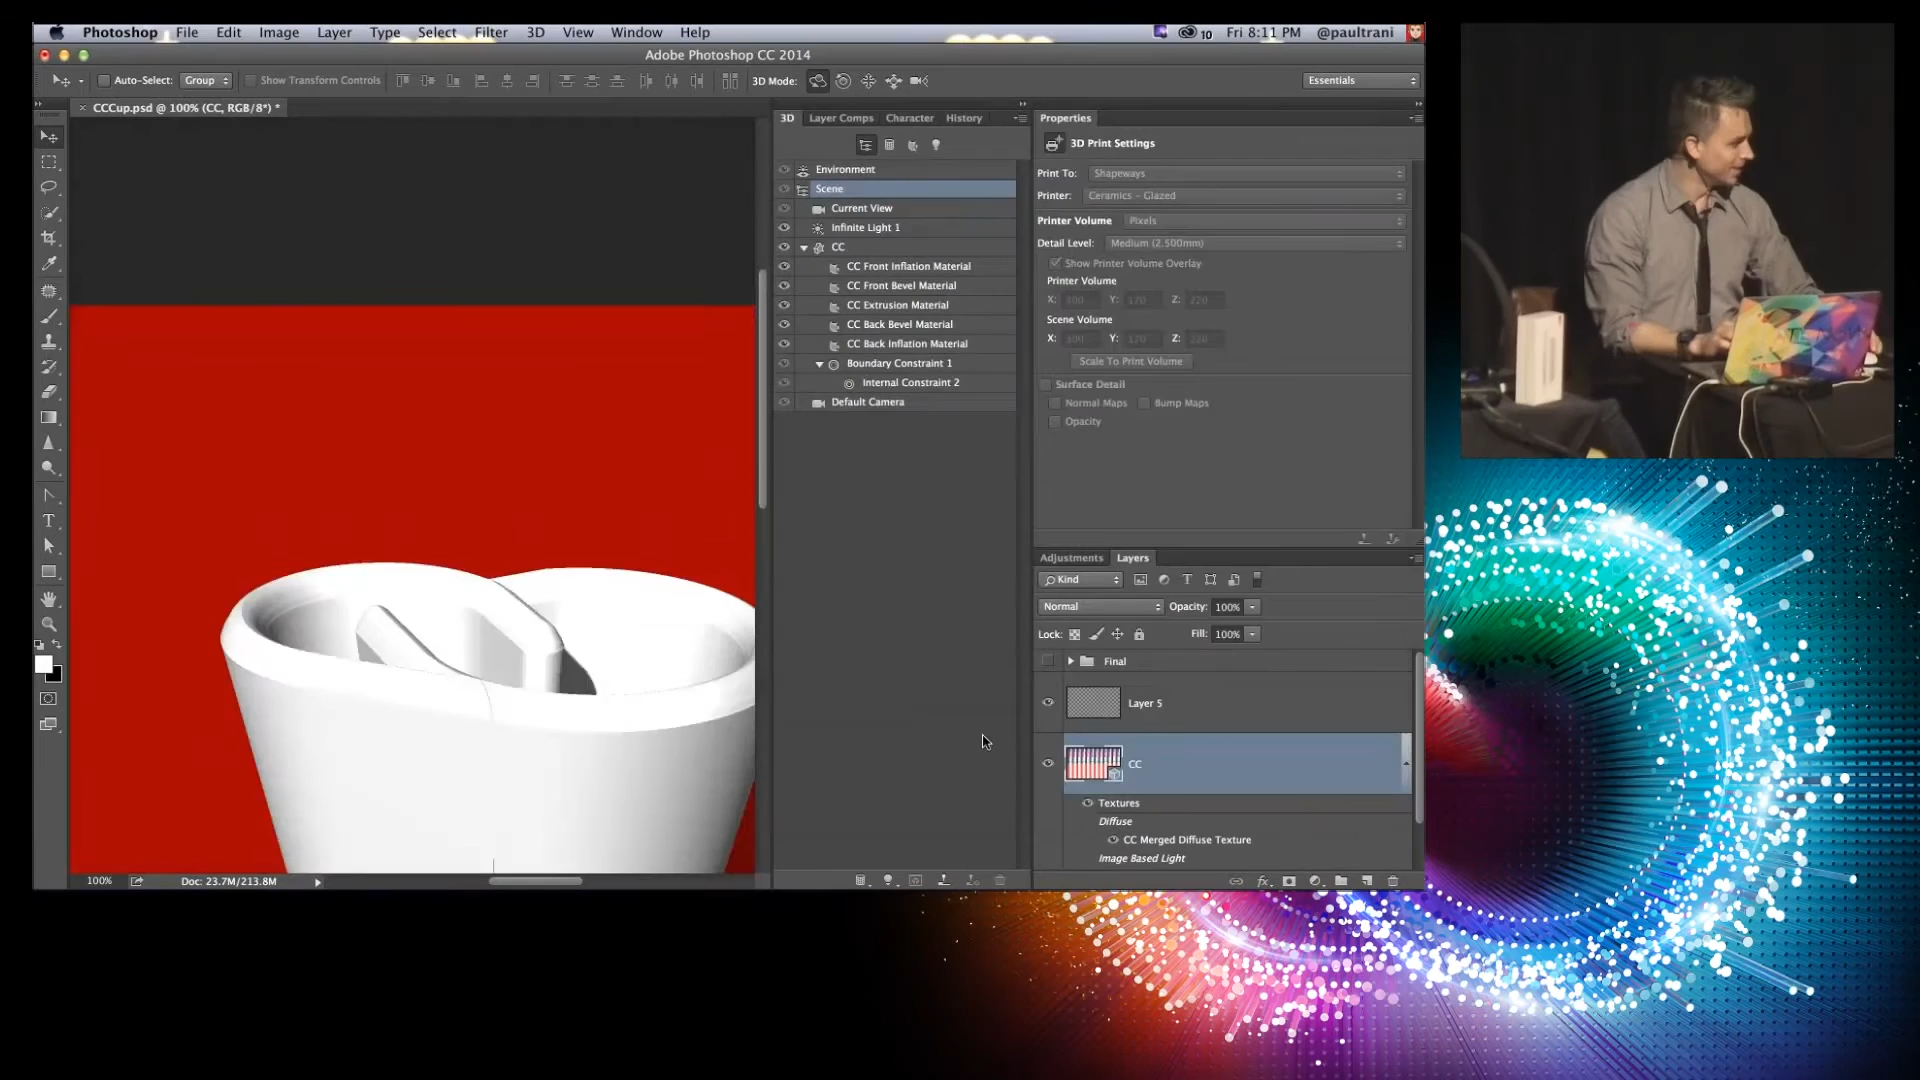 Photoshop File Edit Image Layer Type Select Filter 3D View Window Help 10 Fri 8:11 PM @paultrani
Adobe Photoshop CC 2014
Auto-Select: Group Show Transform Controls 3D Mode: Essentials
× CCCup.psd @ 100% (CC, RGB/8*) *
3D Layer Comps Character History
Environment
Scene
Current View
Infinite Light 1
CC
CC Front Inflation Material
CC Front Bevel Material
CC Extrusion Material
CC Back Bevel Material
CC Back Inflation Material
Boundary Constraint 1
Internal Constraint 2
Default Camera
Properties
3D Print Settings
Print To: Shapeways
Printer: Ceramics - Glazed
Printer Volume Pixels
Detail Level: Medium (2.500mm)
Show Printer Volume Overlay
Printer Volume
X: 300 Y: 170 Z: 220
Scene Volume
X: Y: 170 Z: 220
Scale To Print Volume
Surface Detail
Normal Maps Bump Maps
Opacity
Adjustments Layers
Kind T
Normal Opacity: 100%
Lock: Fill: 100%
Final
Layer 5
CC
Textures
Diffuse
CC Merged Diffuse Texture
Image Based Light
fx
T
100% Doc: 23.7M/213.8M